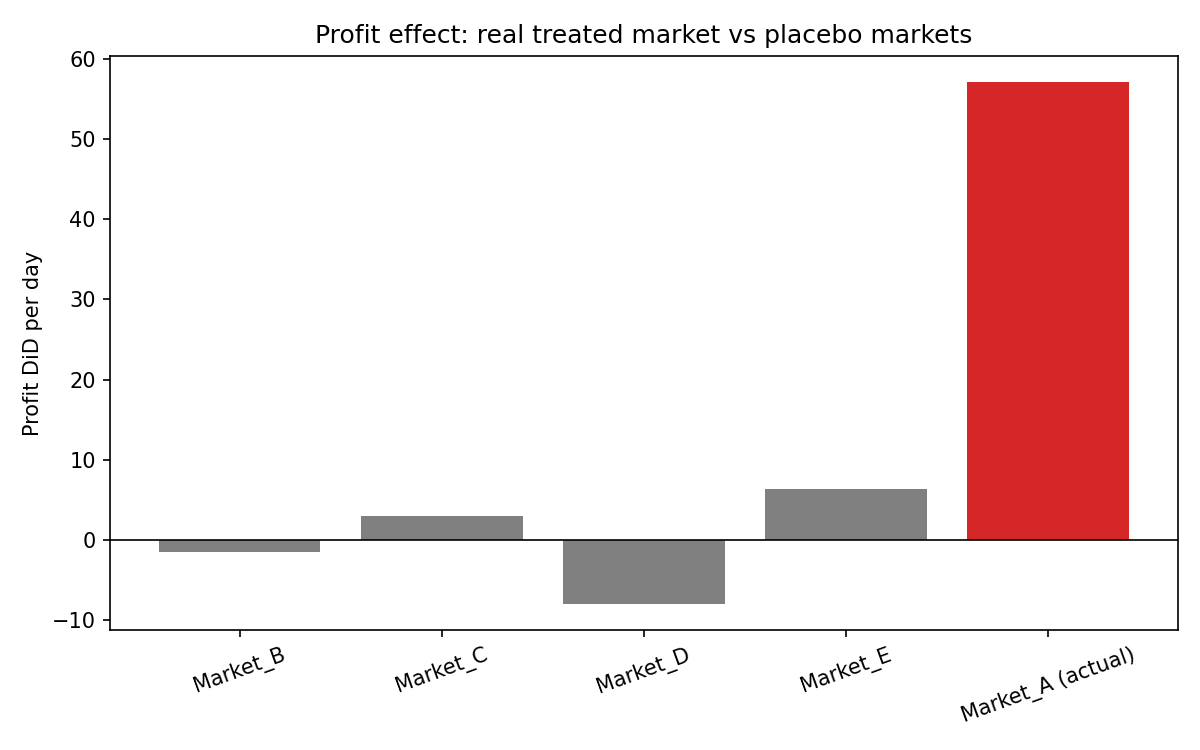 Profit effect: real treated market vs placebo markets
Profit DiD per day
60
50
40
30
20
10
0
−10
Market_B
Market_C
Market_D
Market_E
Market_A (actual)